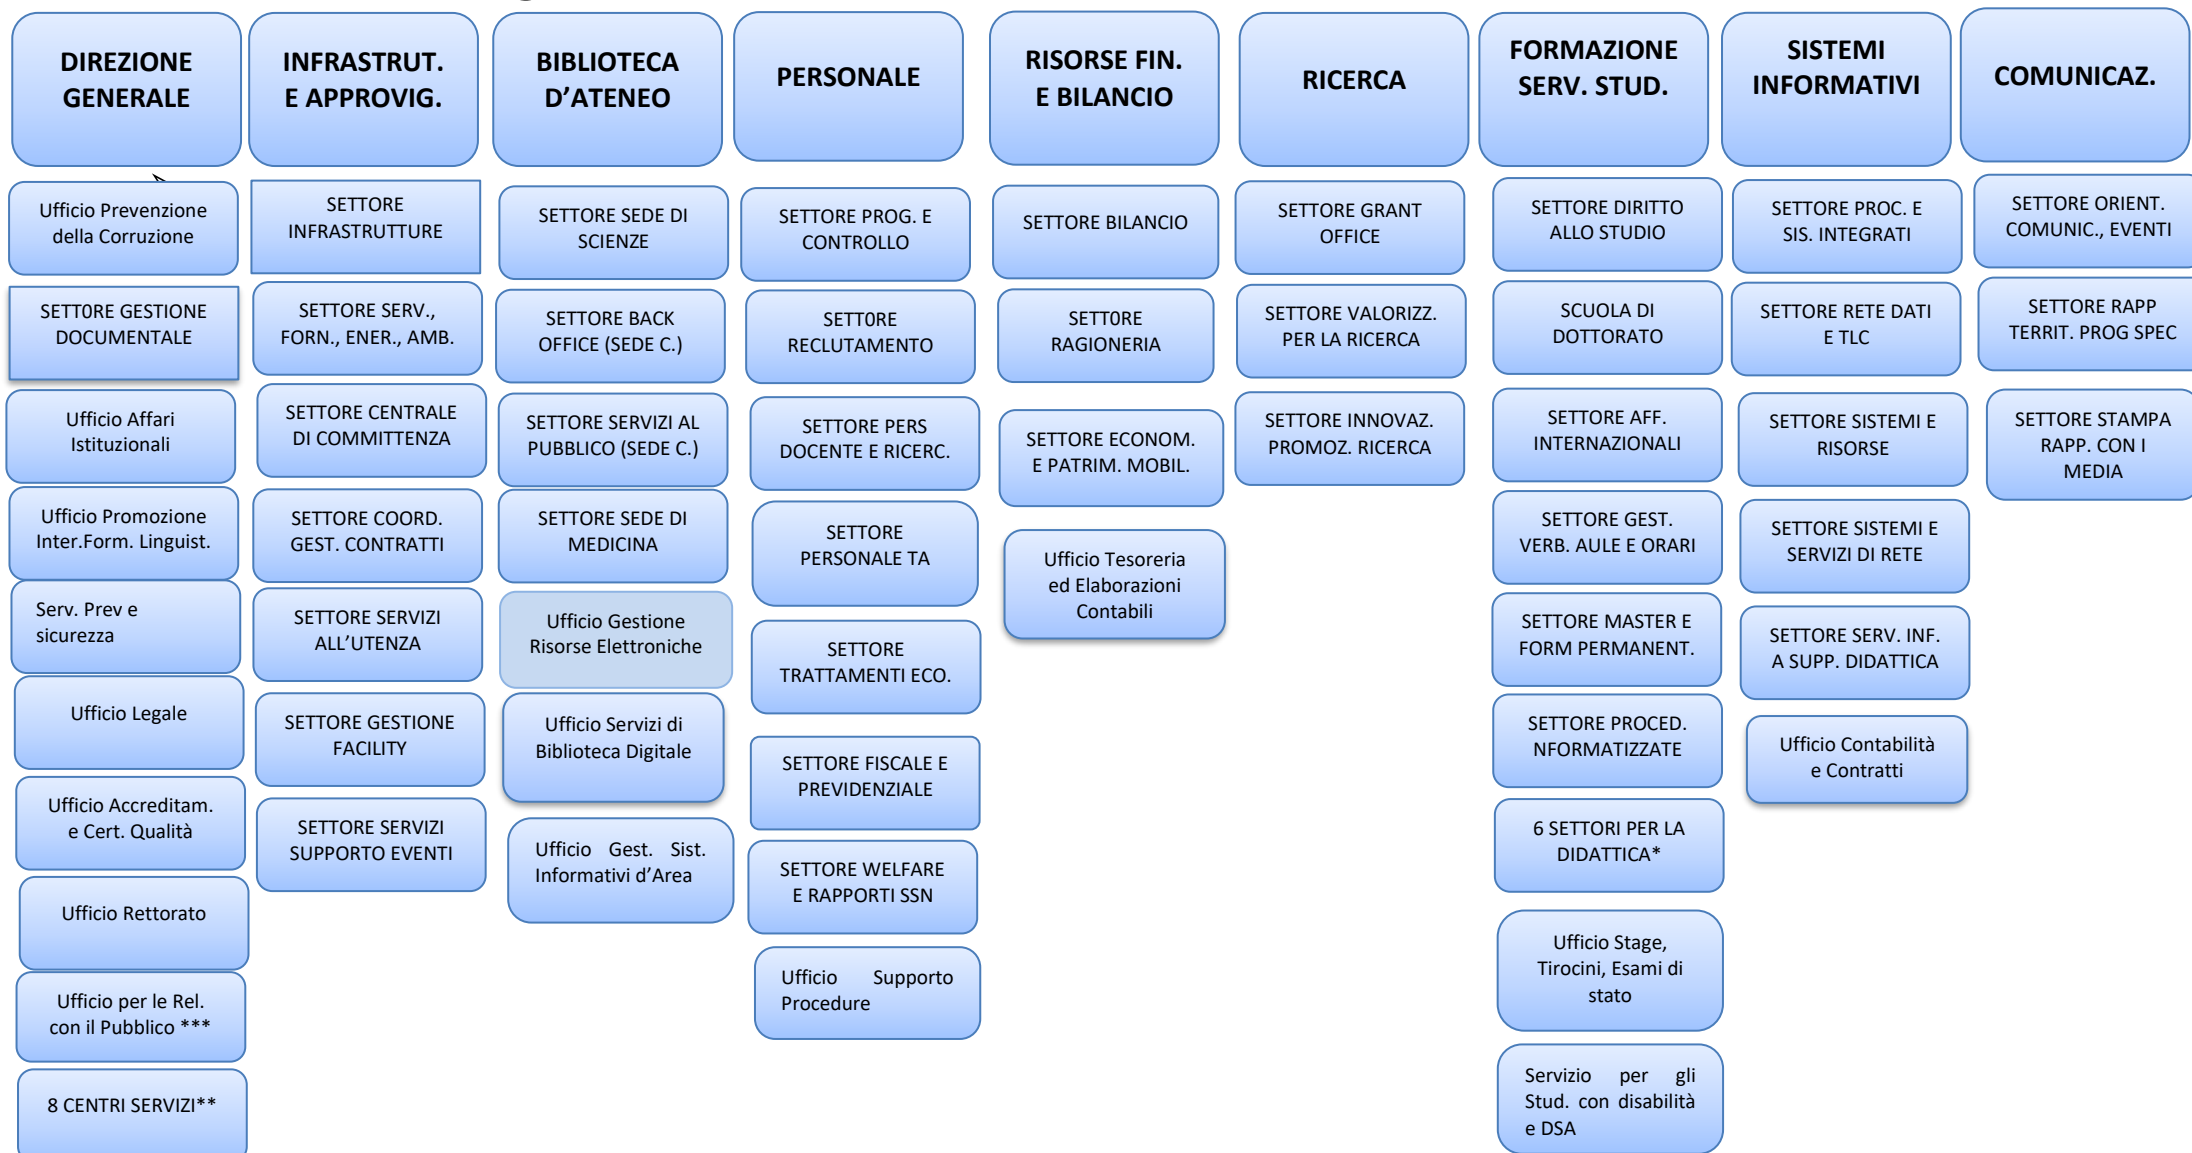 DIREZIONE
GENERALE
Ufficio Prevenzione
della Corruzione
SETT0RE GESTIONE
DOCUMENTALE
Ufficio Affari
Istituzionali
Ufficio Promozione
Inter.Form. Linguist.
Serv. Prev e
sicurezza
Ufficio Legale
Ufficio Accreditam.
e Cert. Qualità
Ufficio Rettorato
Ufficio per le Rel.
con il Pubblico ***
8 CENTRI SERVIZI**
INFRASTRUT.
E APPROVIG.
SETTORE
INFRASTRUTTURE
SETTORE SERV.,
FORN., ENER., AMB.
SETTORE CENTRALE
DI COMMITTENZA
SETTORE COORD.
GEST. CONTRATTI
SETTORE SERVIZI
ALL’UTENZA
SETTORE GESTIONE
FACILITY
SETTORE SERVIZI
SUPPORTO EVENTI
BIBLIOTECA
D’ATENEO
SETTORE SEDE DI
SCIENZE
SETTORE BACK
OFFICE (SEDE C.)
SETTORE SERVIZI AL
PUBBLICO (SEDE C.)
SETTORE SEDE DI
MEDICINA
Ufficio Gestione
Risorse Elettroniche
Ufficio Servizi di
Biblioteca Digitale
Ufficio Gest. Sist.
Informativi d’Area
PERSONALE
SETTORE PROG. E
CONTROLLO
SETT0RE
RECLUTAMENTO
SETTORE PERS
DOCENTE E RICERC.
SETTORE
PERSONALE TA
SETTORE
TRATTAMENTI ECO.
SETTORE FISCALE E
PREVIDENZIALE
SETTORE WELFARE
E RAPPORTI SSN
Ufficio Supporto
Procedure
RISORSE FIN.
E BILANCIO
SETTORE BILANCIO
SETT0RE
RAGIONERIA
SETTORE ECONOM.
E PATRIM. MOBIL.
Ufficio Tesoreria
ed Elaborazioni
Contabili
RICERCA
SETTORE GRANT
OFFICE
SETTORE VALORIZZ.
PER LA RICERCA
SETTORE INNOVAZ.
PROMOZ. RICERCA
FORMAZIONE
SERV. STUD.
SETTORE DIRITTO
ALLO STUDIO
SCUOLA DI
DOTTORATO
SETTORE AFF.
INTERNAZIONALI
SETTORE GEST.
VERB. AULE E ORARI
SETTORE MASTER E
FORM PERMANENT.
SETTORE PROCED.
NFORMATIZZATE
6 SETTORI PER LA
DIDATTICA*
Ufficio Stage,
Tirocini, Esami di
stato
Servizio per gli
Stud. con disabilità
e DSA
SISTEMI
INFORMATIVI
SETTORE PROC. E
SIS. INTEGRATI
SETTORE RETE DATI
E TLC
SETTORE SISTEMI E
RISORSE
SETTORE SISTEMI E
SERVIZI DI RETE
SETTORE SERV. INF.
A SUPP. DIDATTICA
Ufficio Contabilità
e Contratti
COMUNICAZ.
SETTORE ORIENT.
COMUNIC., EVENTI
SETTORE RAPP
TERRIT. PROG SPEC
SETTORE STAMPA
RAPP. CON I
MEDIA